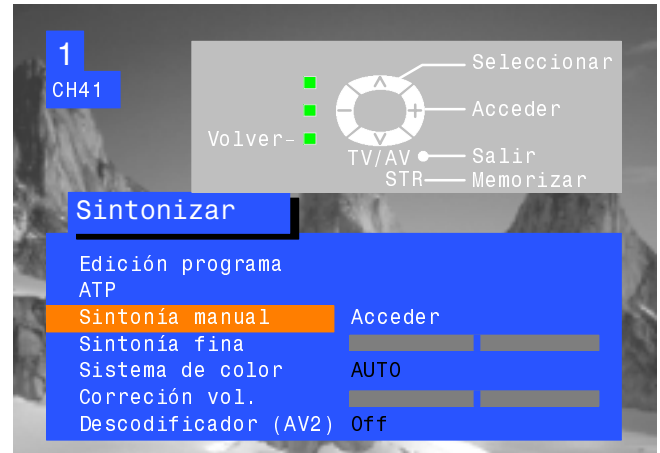 1
CH41
Seleccionar
Acceder
Volver
TV/AV
Salir
STR
Memorizar
Sintonizar
Edición programa
ATP
Sintonía manual Acceder
Sintonía fina
Sistema de color AUTO
Correción vol.
Descodificador (AV2) Off